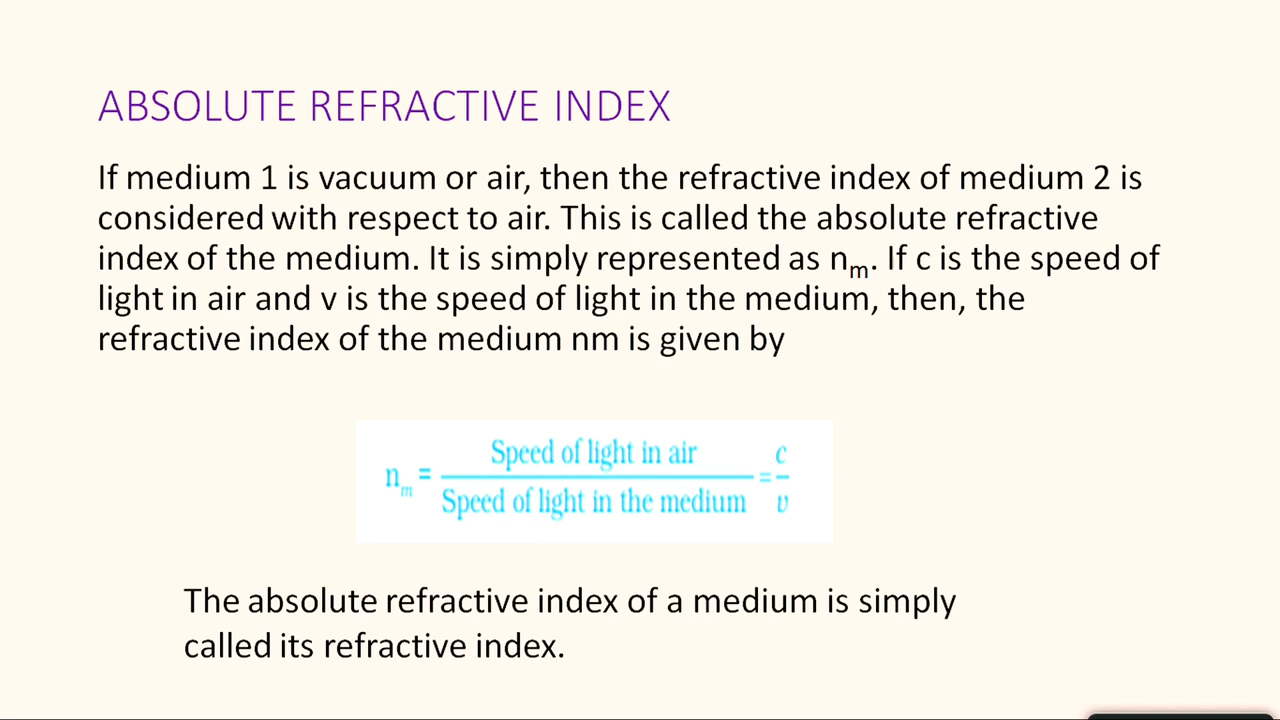 ABSOLUTE REFRACTIVE INDEX
If medium 1 is vacuum or air, then the refractive index of medium 2 is
considered with respect to air. This is called the absolute refractive
index of the medium. It is simply represented as nₘ. If c is the speed of
light in air and v is the speed of light in the medium, then, the
refractive index of the medium nm is given by
nₘ = Speed of light in air / Speed of light in the medium = c / v
The absolute refractive index of a medium is simply
called its refractive index.